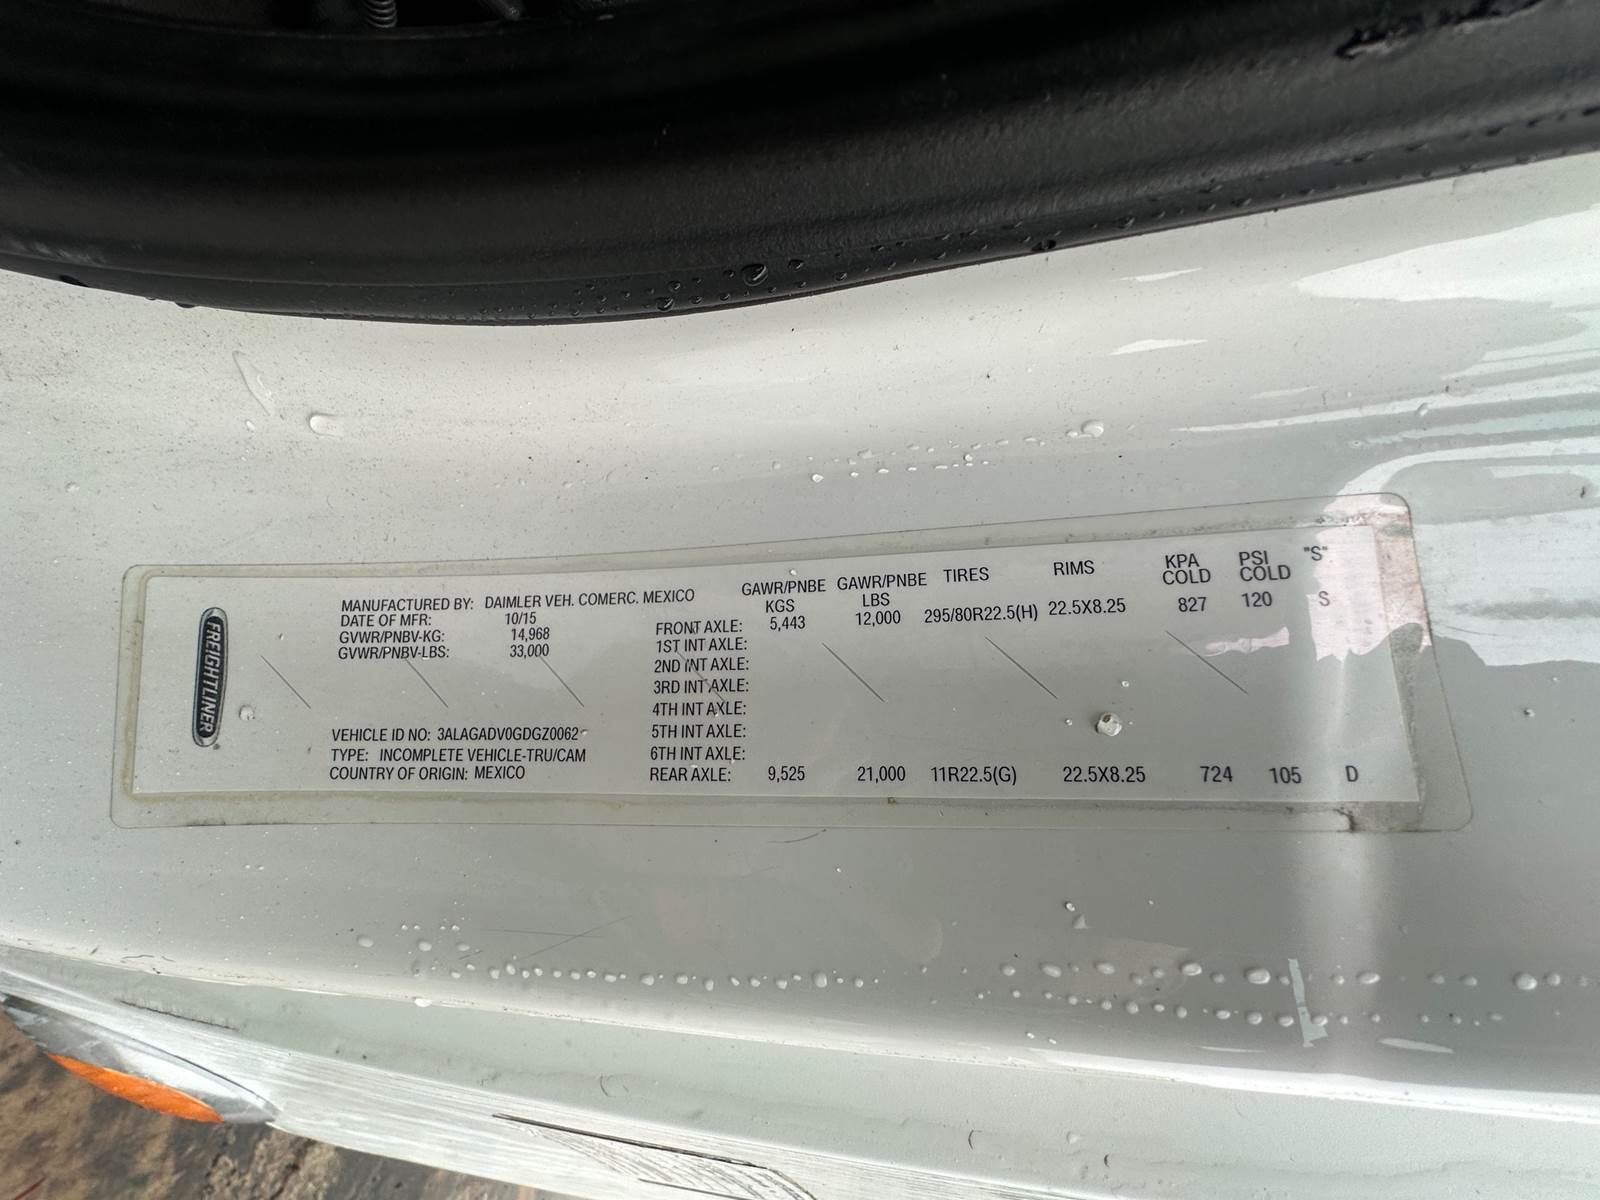 FREIGHTLINER
MANUFACTURED BY: DAIMLER VEH. COMERC. MEXICO
DATE OF MFR: 10/15
GVWR/PNBV-KG: 14,968
GVWR/PNBV-LBS: 33,000
VEHICLE ID NO: 3ALAGADV0GDGZ0062
TYPE: INCOMPLETE VEHICLE-TRU/CAM
COUNTRY OF ORIGIN: MEXICO
GAWR/PNBE KGS GAWR/PNBE LBS TIRES RIMS KPA COLD PSI COLD "S"
FRONT AXLE: 5,443 12,000 295/80R22.5(H) 22.5X8.25 827 120 S
1ST INT AXLE:
2ND INT AXLE:
3RD INT AXLE:
4TH INT AXLE:
5TH INT AXLE:
6TH INT AXLE:
REAR AXLE: 9,525 21,000 11R22.5(G) 22.5X8.25 724 105 D